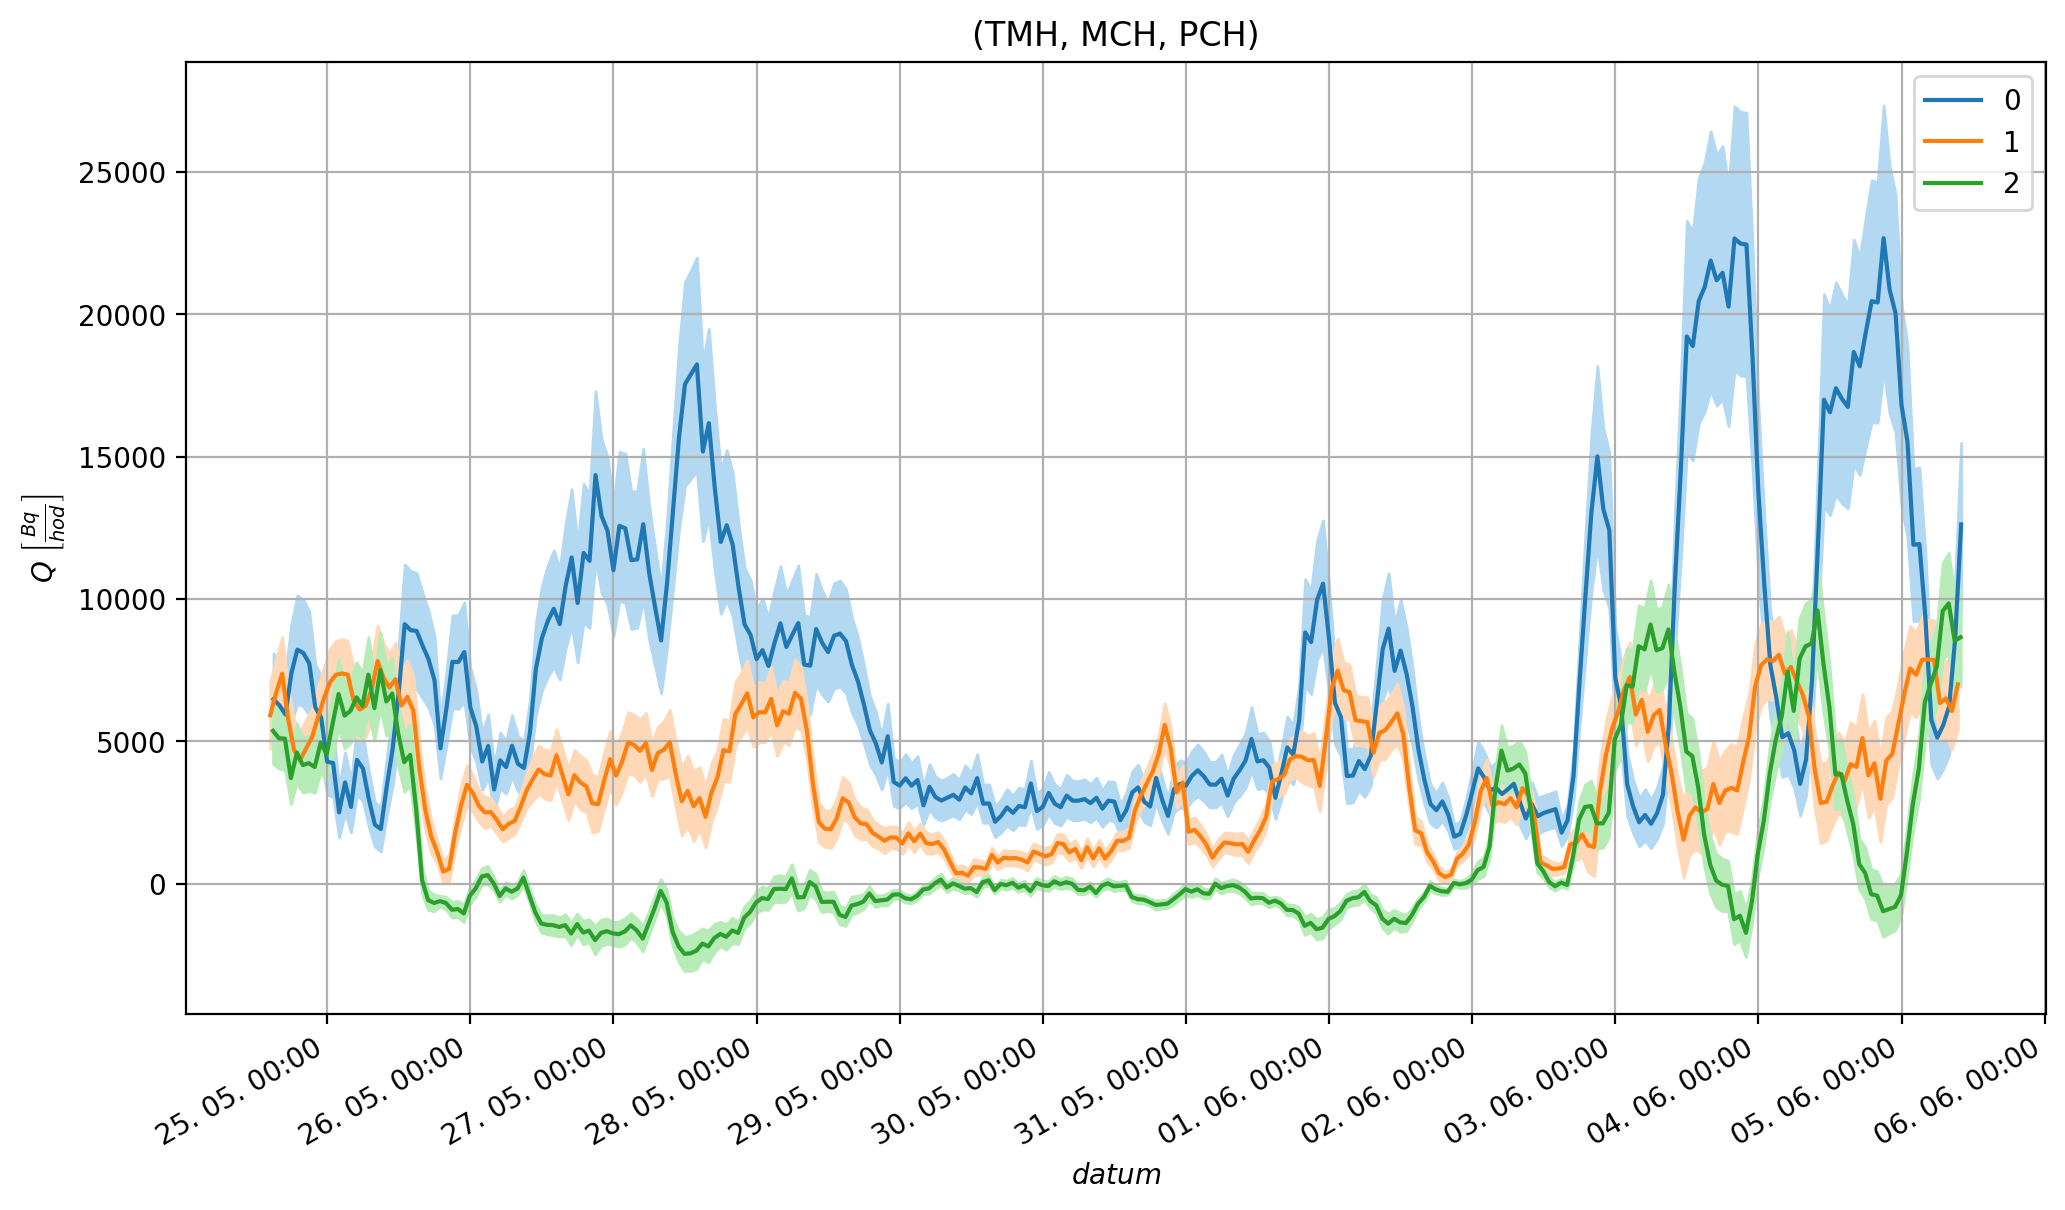 (TMH, MCH, PCH)
0
1
2
25000
20000
15000
10000
5000
0
Q [Bq/hod]
25. 05. 00:00
26. 05. 00:00
27. 05. 00:00
28. 05. 00:00
29. 05. 00:00
30. 05. 00:00
31. 05. 00:00
01. 06. 00:00
02. 06. 00:00
03. 06. 00:00
04. 06. 00:00
05. 06. 00:00
06. 06. 00:00
datum